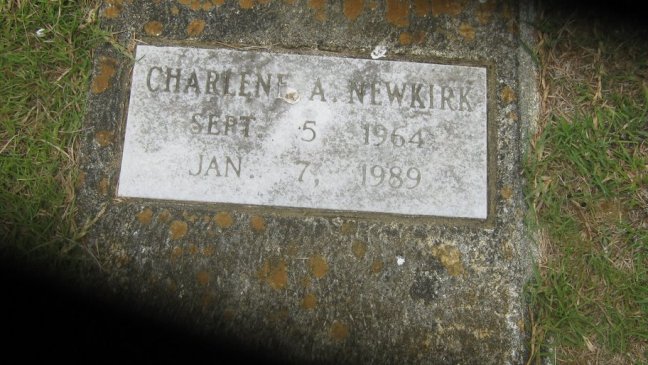 CHARLENE A. NEWKIRK
SEPT. 5, 1964
JAN. 7, 1989